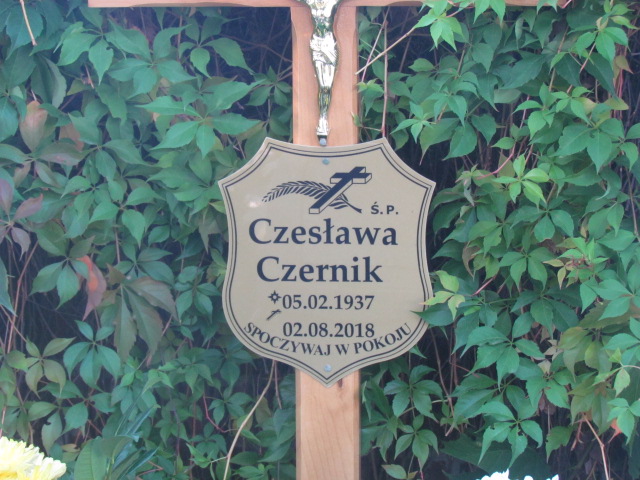 Ś.P.
Czesława
Czernik
05.02.1937
02.08.2018
SPOCZYWAJ W POKOJU